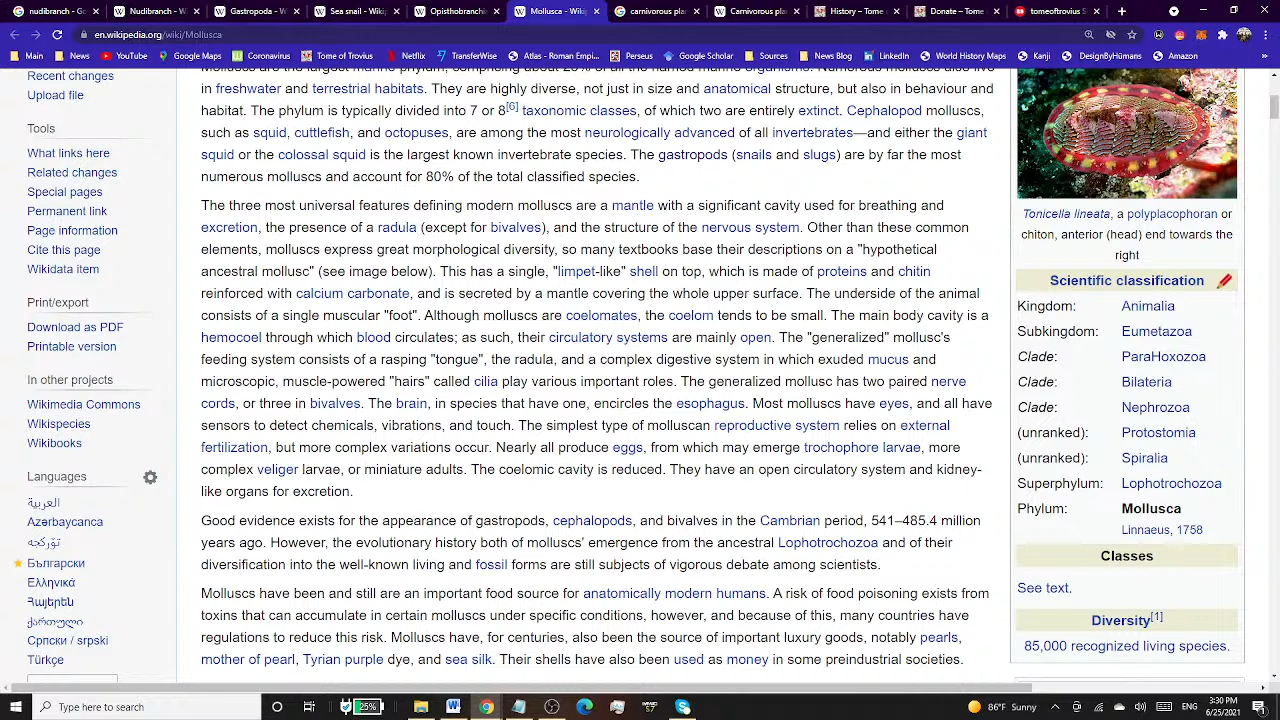 nudibranch - G
Nudibranch - W
Gastropoda - W
Sea snail - Wiki
Opisthobranchi
Mollusca - Wiki
carnivorous pla
Carnivorous pla
History - Tome
Donate – Tome
tomeoftrovius S
en.wikipedia.org/wiki/Mollusca
Main
News
YouTube
Google Maps
Coronavirus
Tome of Trovius
Netflix
TransferWise
Atlas - Roman Empi...
Perseus
Google Scholar
Sources
News Blog
LinkedIn
World History Maps
Kanji
DesignByHumans
Amazon
Recent changes
Upload file
Tools
What links here
Related changes
Special pages
Permanent link
Page information
Cite this page
Wikidata item
Print/export
Download as PDF
Printable version
In other projects
Wikimedia Commons
Wikispecies
Wikibooks
Languages
العربية
Azərbaycanca
تۆرکجه
Български
Ελληνικά
Հայերեն
ქართული
Српски / srpski
Türkçe
in freshwater and terrestrial habitats. They are highly diverse, not just in size and anatomical structure, but also in behaviour and
habitat. The phylum is typically divided into 7 or 8[6] taxonomic classes, of which two are entirely extinct. Cephalopod molluscs,
such as squid, cuttlefish, and octopuses, are among the most neurologically advanced of all invertebrates—and either the giant
squid or the colossal squid is the largest known invertebrate species. The gastropods (snails and slugs) are by far the most
numerous molluscs and account for 80% of the total classified species.
The three most universal features defining modern molluscs are a mantle with a significant cavity used for breathing and
excretion, the presence of a radula (except for bivalves), and the structure of the nervous system. Other than these common
elements, molluscs express great morphological diversity, so many textbooks base their descriptions on a "hypothetical
ancestral mollusc" (see image below). This has a single, "limpet-like" shell on top, which is made of proteins and chitin
reinforced with calcium carbonate, and is secreted by a mantle covering the whole upper surface. The underside of the animal
consists of a single muscular "foot". Although molluscs are coelomates, the coelom tends to be small. The main body cavity is a
hemocoel through which blood circulates; as such, their circulatory systems are mainly open. The "generalized" mollusc's
feeding system consists of a rasping "tongue", the radula, and a complex digestive system in which exuded mucus and
microscopic, muscle-powered "hairs" called cilia play various important roles. The generalized mollusc has two paired nerve
cords, or three in bivalves. The brain, in species that have one, encircles the esophagus. Most molluscs have eyes, and all have
sensors to detect chemicals, vibrations, and touch. The simplest type of molluscan reproductive system relies on external
fertilization, but more complex variations occur. Nearly all produce eggs, from which may emerge trochophore larvae, more
complex veliger larvae, or miniature adults. The coelomic cavity is reduced. They have an open circulatory system and kidney-
like organs for excretion.
Good evidence exists for the appearance of gastropods, cephalopods, and bivalves in the Cambrian period, 541–485.4 million
years ago. However, the evolutionary history both of molluscs' emergence from the ancestral Lophotrochozoa and of their
diversification into the well-known living and fossil forms are still subjects of vigorous debate among scientists.
Molluscs have been and still are an important food source for anatomically modern humans. A risk of food poisoning exists from
toxins that can accumulate in certain molluscs under specific conditions, however, and because of this, many countries have
regulations to reduce this risk. Molluscs have, for centuries, also been the source of important luxury goods, notably pearls,
mother of pearl, Tyrian purple dye, and sea silk. Their shells have also been used as money in some preindustrial societies.
Tonicella lineata, a polyplacophoran or
chiton, anterior (head) end towards the
right
Scientific classification
Kingdom: Animalia
Subkingdom: Eumetazoa
Clade: ParaHoxozoa
Clade: Bilateria
Clade: Nephrozoa
(unranked): Protostomia
(unranked): Spiralia
Superphylum: Lophotrochozoa
Phylum: Mollusca
Linnaeus, 1758
Classes
See text.
Diversity[1]
85,000 recognized living species.
Type here to search
25%
86°F Sunny
ENG
3:30 PM
6/25/2021